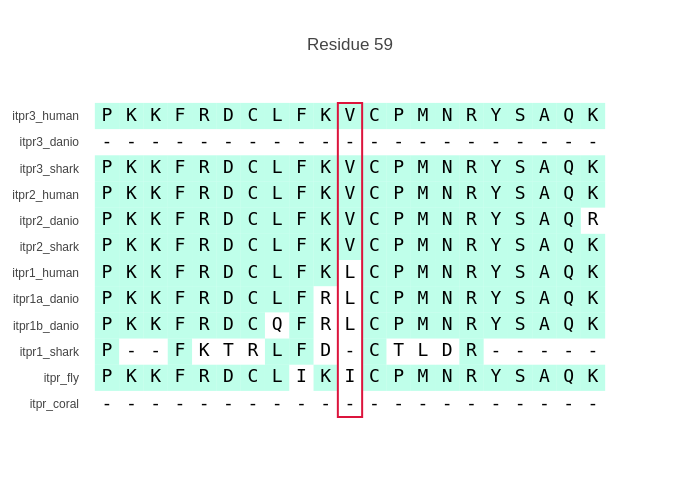 Residue 59
itpr3_human P K K F R D C L F K V C P M N R Y S A Q K
itpr3_danio - - - - - - - - - - - - - - - - - - - - -
itpr3_shark P K K F R D C L F K V C P M N R Y S A Q K
itpr2_human P K K F R D C L F K V C P M N R Y S A Q K
itpr2_danio P K K F R D C L F K V C P M N R Y S A Q R
itpr2_shark P K K F R D C L F K V C P M N R Y S A Q K
itpr1_human P K K F R D C L F K L C P M N R Y S A Q K
itpr1a_danio P K K F R D C L F R L C P M N R Y S A Q K
itpr1b_danio P K K F R D C Q F R L C P M N R Y S A Q K
itpr1_shark P - - F K T R L F D - C T L D R - - - - -
itpr_fly P K K F R D C L I K I C P M N R Y S A Q K
itpr_coral - - - - - - - - - - - - - - - - - - - - -